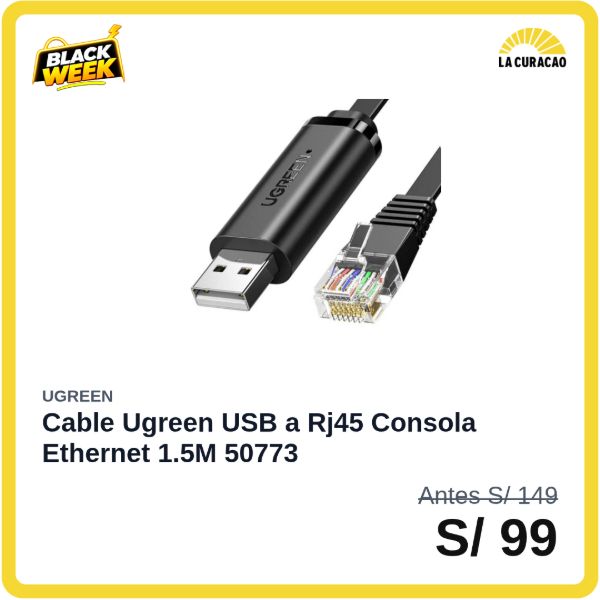 BLACK
WEEK
LA CURACAO
UGREEN
UGREEN
Cable Ugreen USB a Rj45 Consola
Ethernet 1.5M 50773
Antes S/ 149
S/ 99